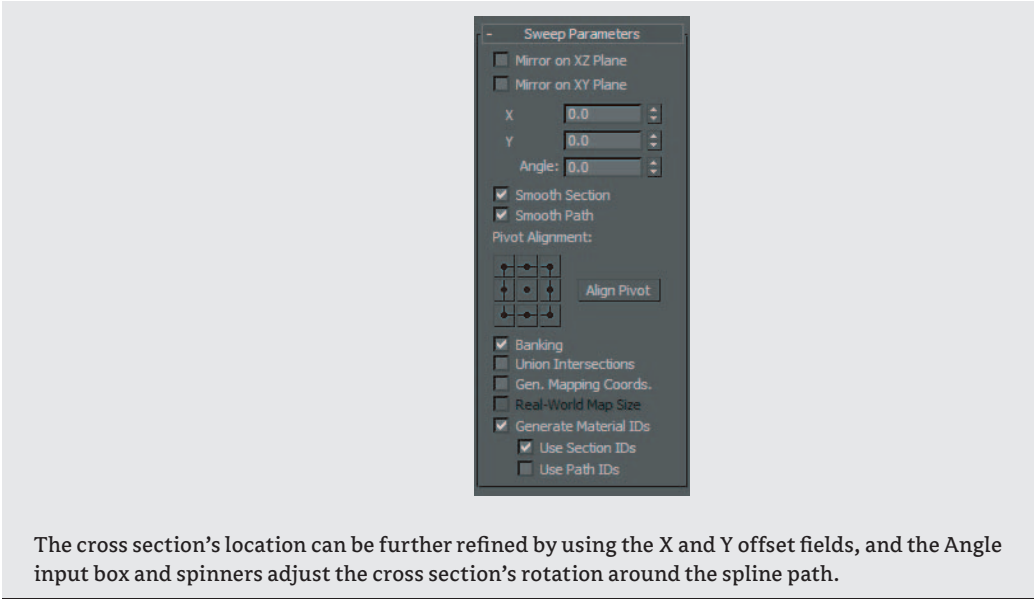 - Sweep Parameters
Mirror on XZ Plane
Mirror on XY Plane
X 0.0
Y 0.0
Angle: 0.0
Smooth Section
Smooth Path
Pivot Alignment:
Align Pivot
Banking
Union Intersections
Gen. Mapping Coords.
Real-World Map Size
Generate Material IDs
Use Section IDs
Use Path IDs
The cross section’s location can be further refined by using the X and Y offset fields, and the Angle
input box and spinners adjust the cross section’s rotation around the spline path.